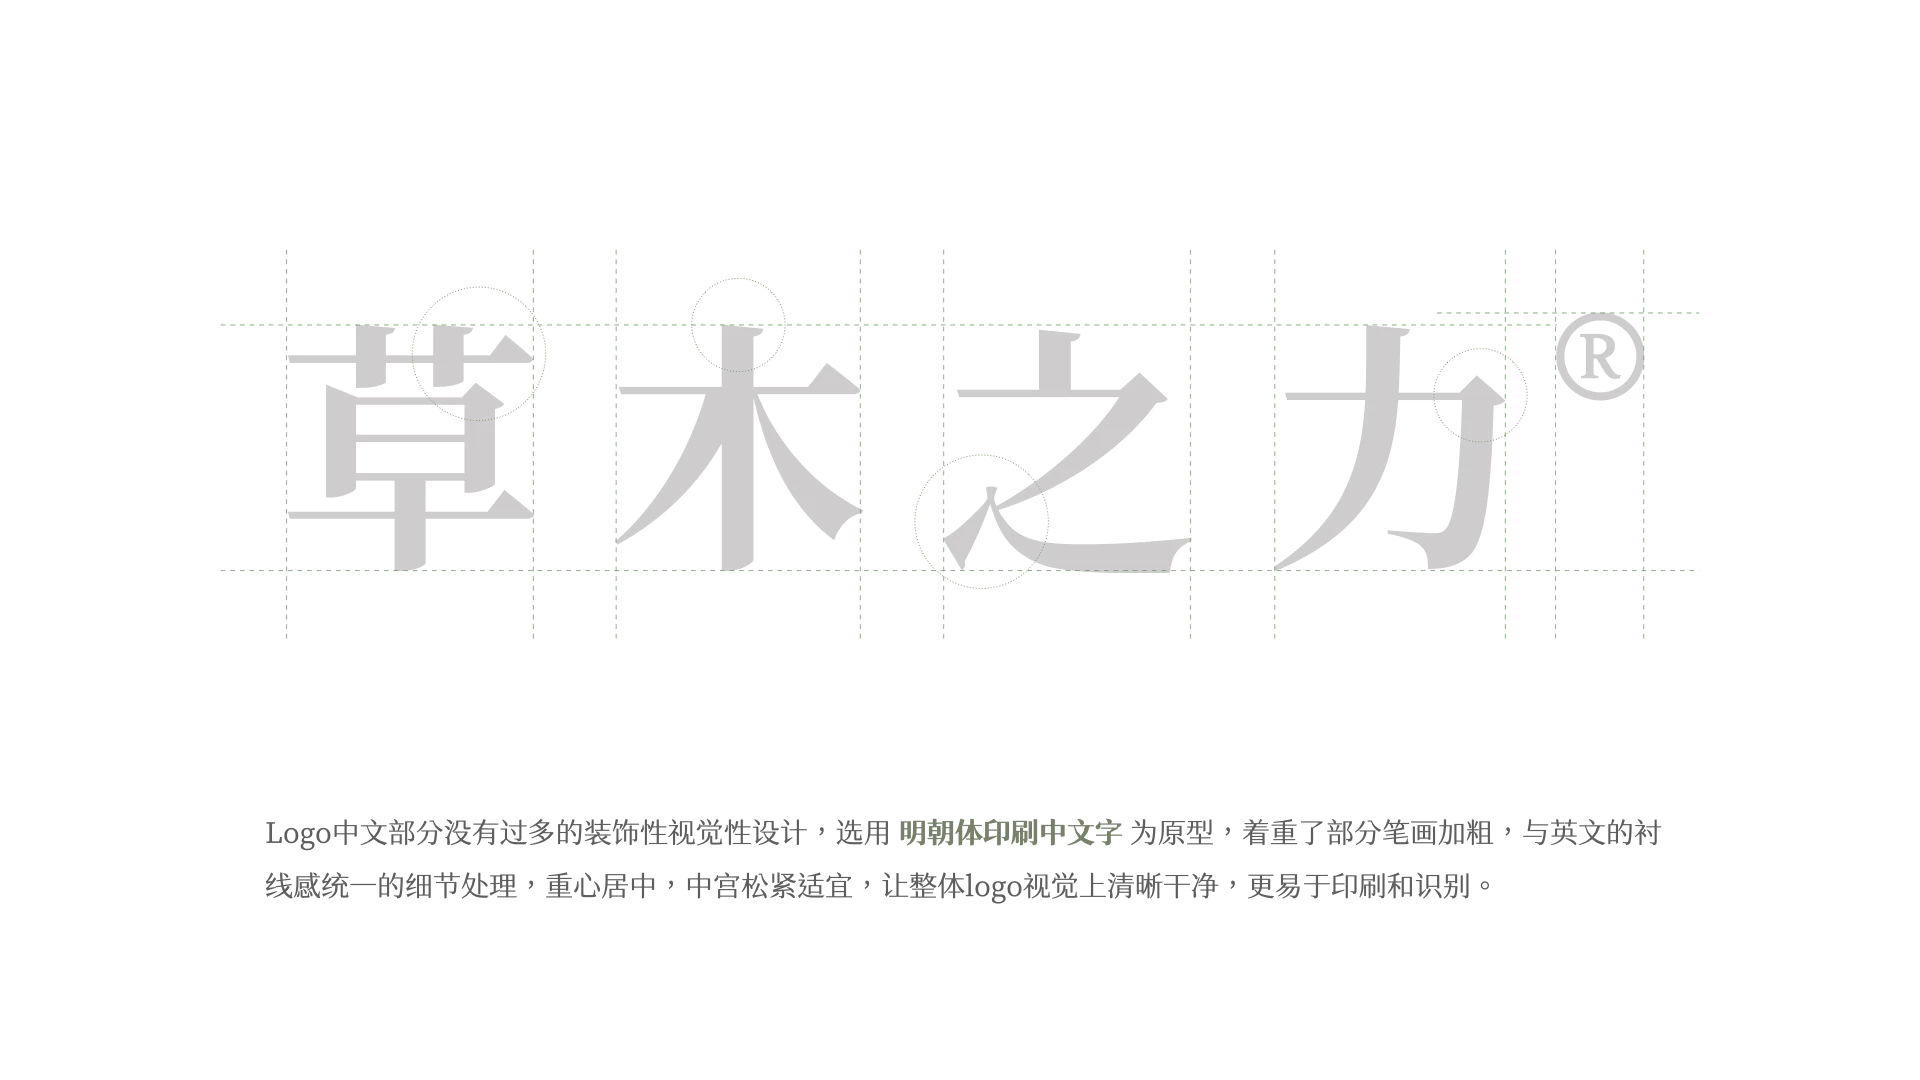 草木之力®
Logo中文部分没有过多的装饰性视觉性设计，选用 明朝体印刷中文字 为原型，着重了部分笔画加粗，与英文的衬
线感统一的细节处理，重心居中，中宫松紧适宜，让整体logo视觉上清晰干净，更易于印刷和识别。